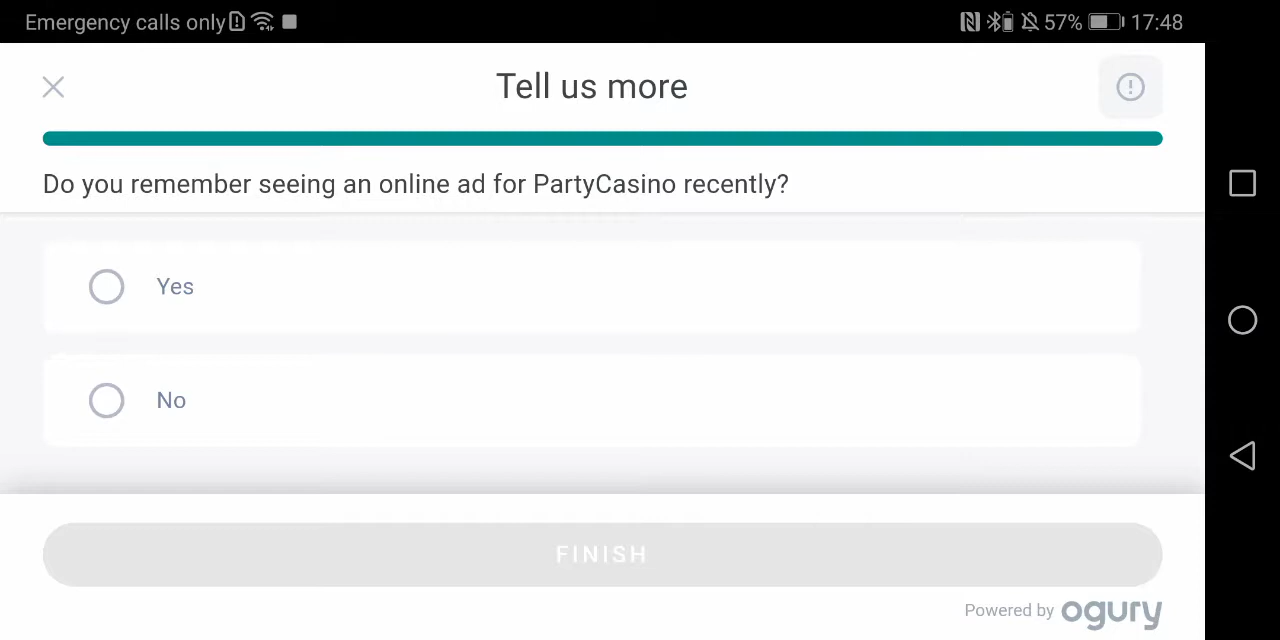 Emergency calls only 57% 17:48
Tell us more
Do you remember seeing an online ad for PartyCasino recently?
Yes
No
FINISH
Powered by ogury